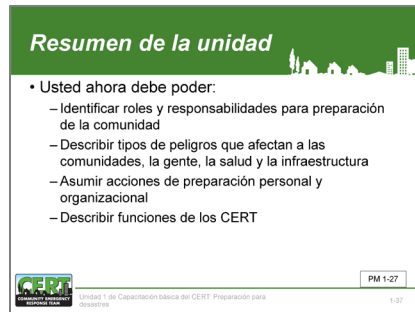 Resumen de la unidad
• Usted ahora debe poder:
– Identificar roles y responsabilidades para preparación
de la comunidad
– Describir tipos de peligros que afectan a las
comunidades, la gente, la salud y la infraestructura
– Asumir acciones de preparación personal y
organizacional
– Describir funciones de los CERT
PM 1-27
CERT
COMMUNITY EMERGENCY
RESPONSE TEAM
Unidad 1 de Capacitación básica del CERT: Preparación para
desastres
1-37